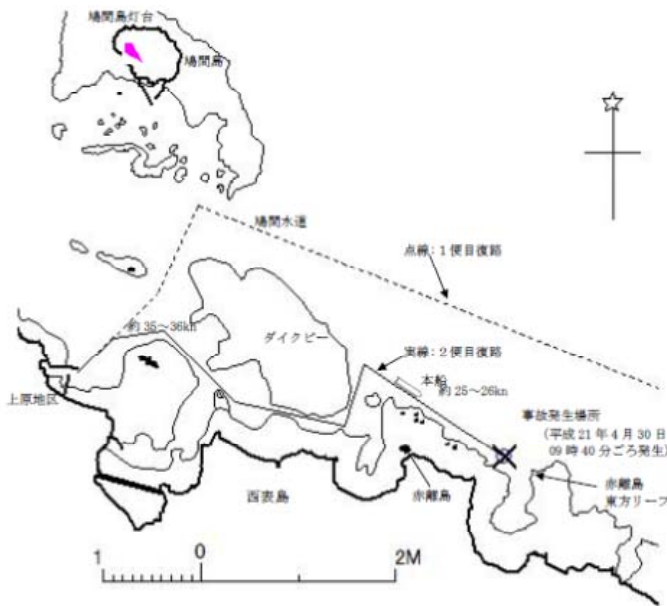 鳩間島灯台
鳩間島
鳩間水道
点線：１便目復路
約35～36kn
ダイクビー
実線：２便目復路
本船
約25～26kn
上原地区
事故発生場所
（平成21年4月30日
09時40分ごろ発生）
赤離島
東方リーフ
西表島
赤離島
1
0
2M